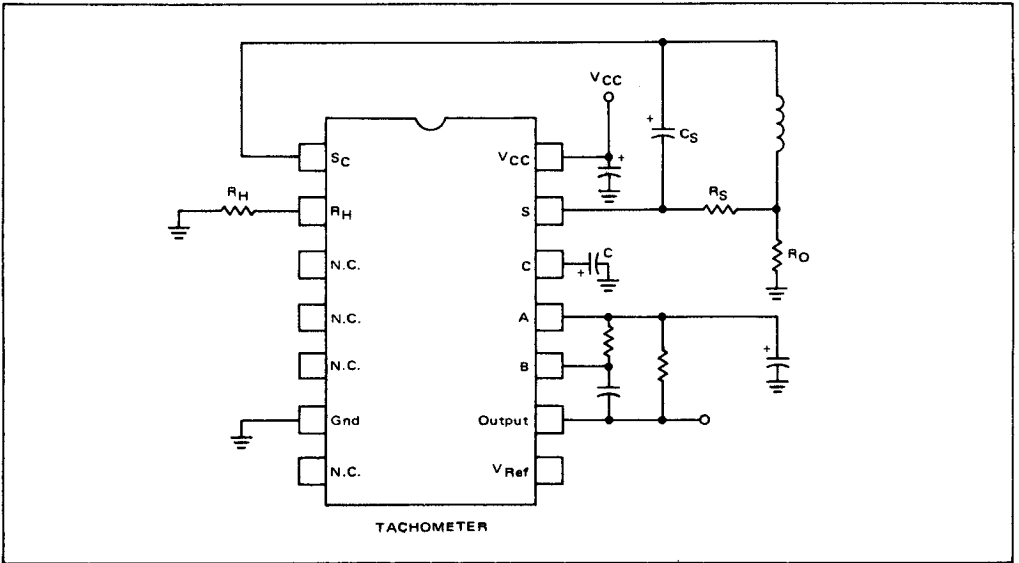 VCC
+
CS
SC
VCC
+
RH
RH
S
RS
N.C.
C
+
C
RO
N.C.
A
+
N.C.
B
Gnd
Output
N.C.
VRef
TACHOMETER